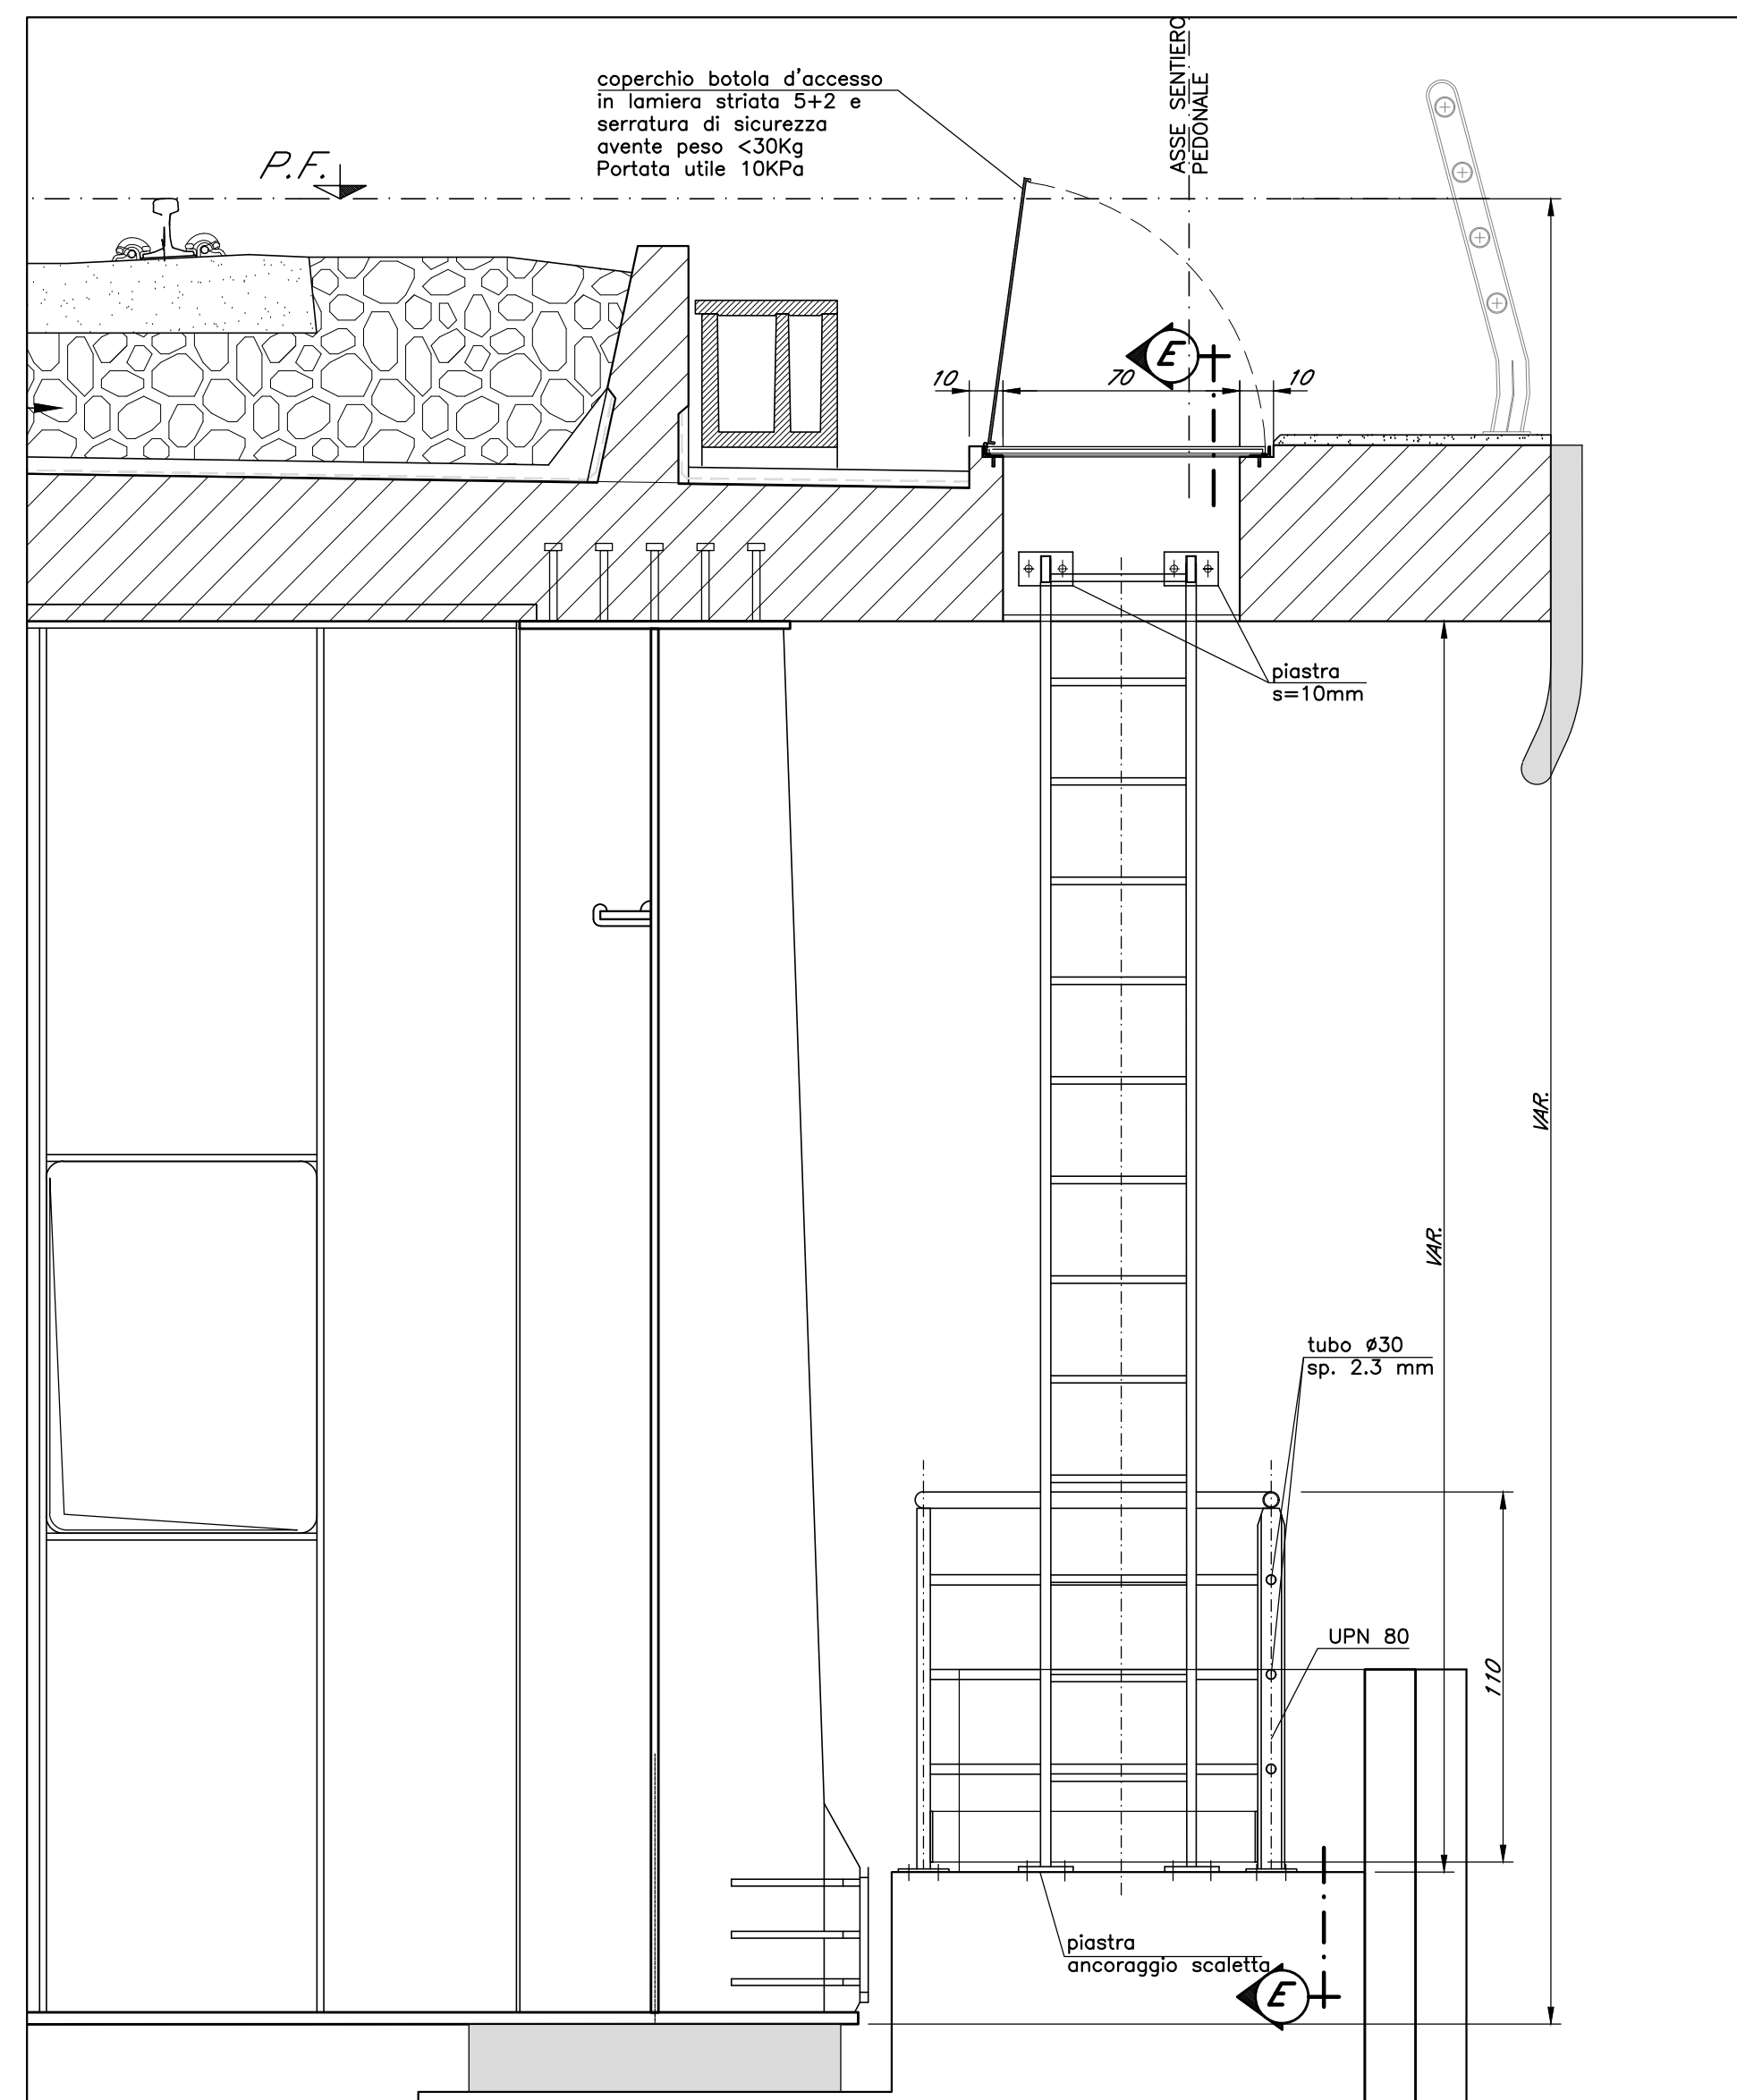 coperchio botola d'accesso
in lamiera striata 5+2 e
serratura di sicurezza
avente peso <30Kg
Portata utile 10KPa
ASSE SENTIERO
PEDONALE
P.F.
E
10
70
10
piastra
s=10mm
VAR.
VAR.
tubo ø30
sp. 2.3 mm
UPN 80
110
piastra
ancoraggio scaletta
E